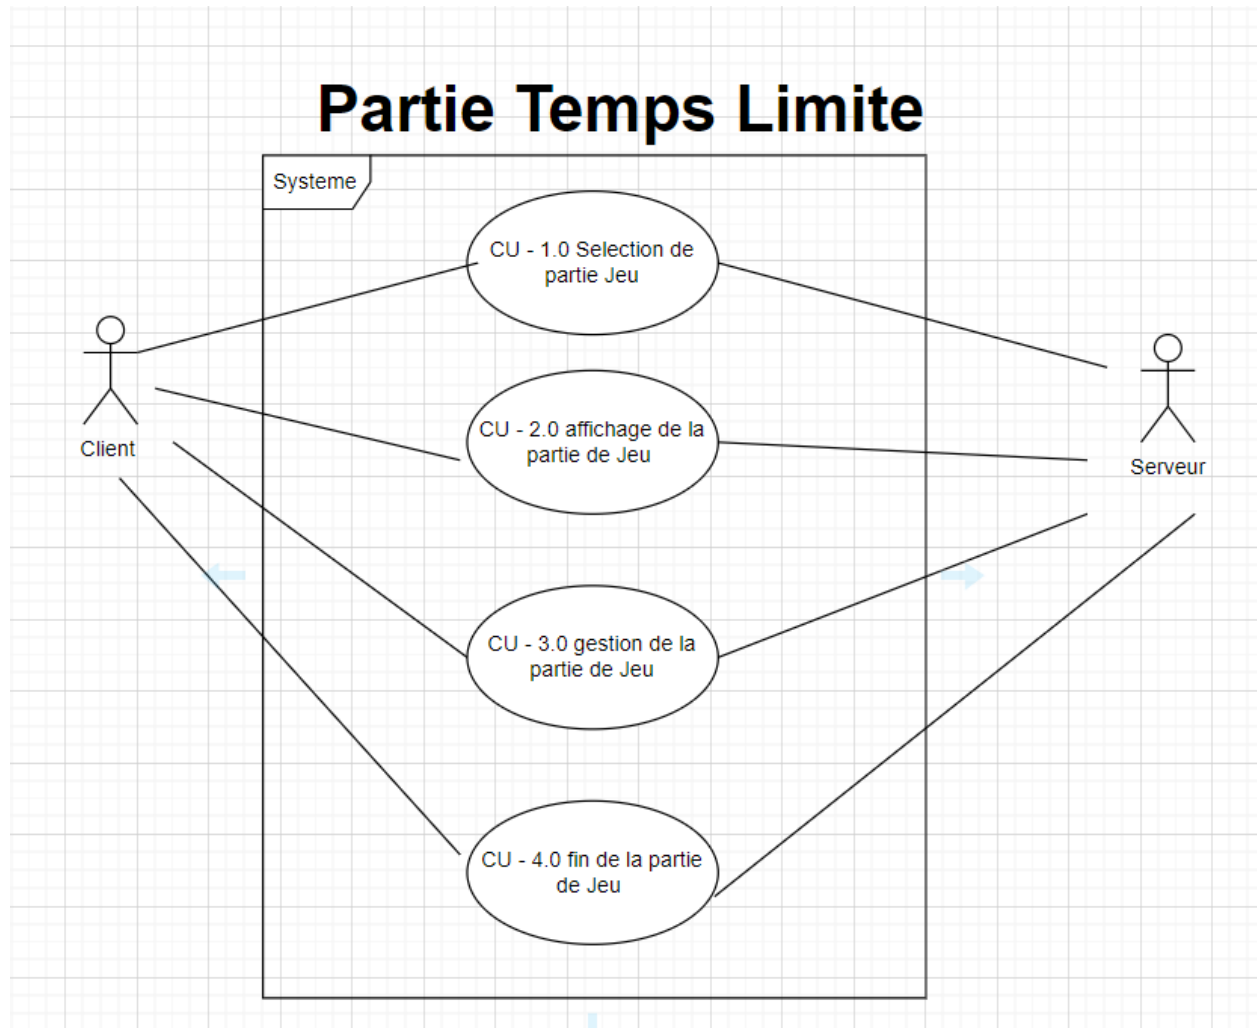 Partie Temps Limite
Systeme
CU - 1.0 Selection de
partie Jeu
CU - 2.0 affichage de la
partie de Jeu
Client
Serveur
CU - 3.0 gestion de la
partie de Jeu
CU - 4.0 fin de la partie
de Jeu